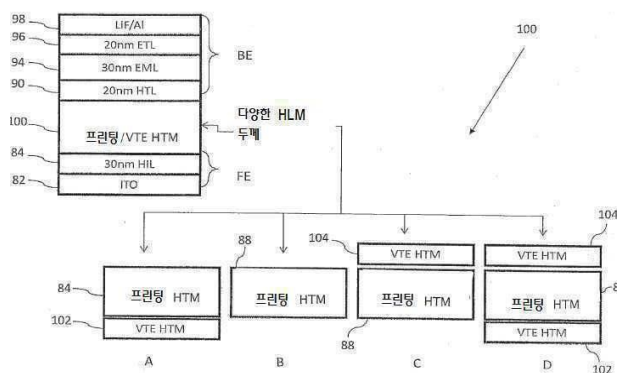 98
LiF/Al
96
20nm ETL
94
30nm EML
90
20nm HTL
100
프린팅/VTE HTM
84
30nm HIL
82
ITO
BE
FE
다양한 HLM
두께
100
84
프린팅 HTM
102
VTE HTM
A
88
프린팅 HTM
B
104
VTE HTM
프린팅 HTM
88
C
VTE HTM
104
프린팅 HTM
VTE HTM
102
D